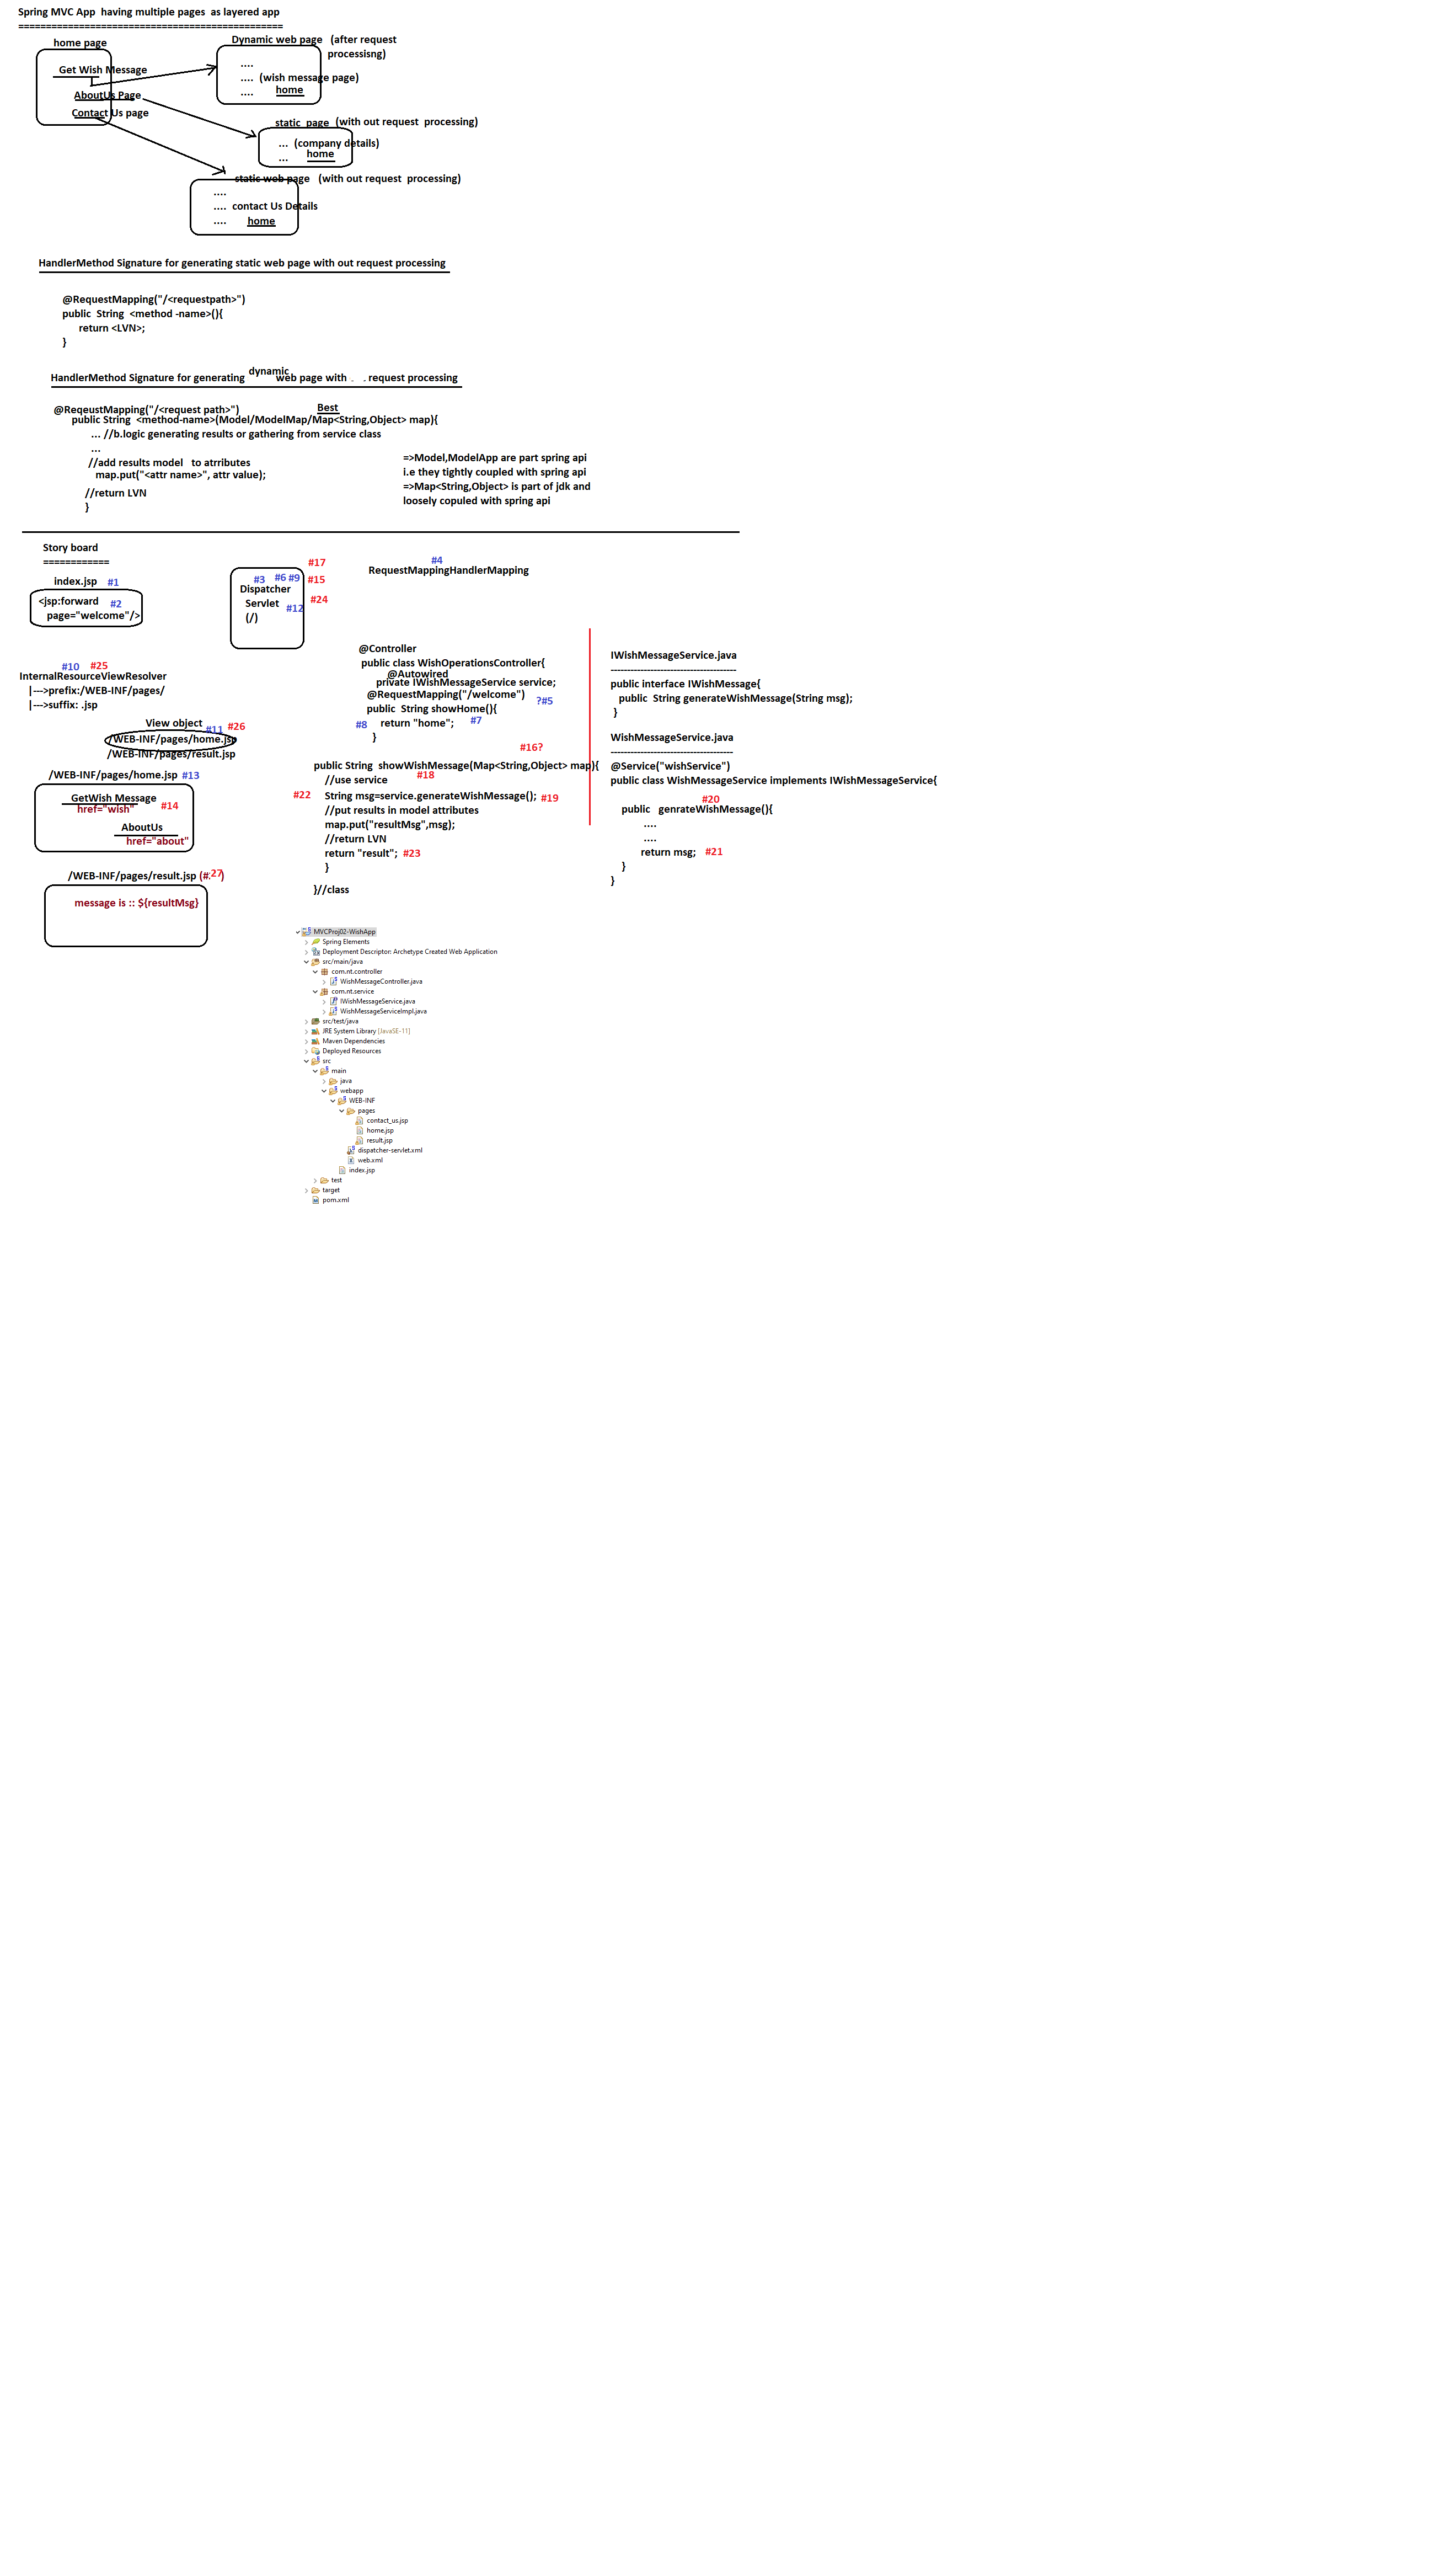 Spring MVC App  having multiple pages  as layered app
================================================
home page
Get Wish Message
AboutUs Page
Contact Us page
Dynamic web page   (after request
processisng)
....
....  (wish message page)
....       home
static  page  (with out request  processing)
...  (company details)
...      home
static web page   (with out request  processing)
....
....  contact Us Details
....       home
HandlerMethod Signature for generating static web page with out request processing
@RequestMapping("/<requestpath>")
public  String  <method -name>(){
return <LVN>;
}
HandlerMethod Signature for generating dynamic web page with .   . request processing
@ReqeustMapping("/<request path>")
Best
public String  <method-name>(Model/ModelMap/Map<String,Object> map){
... //b.logic generating results or gathering from service class
...
//add results model   to atrributes
map.put("<attr name>", attr value);
//return LVN
}
=>Model,ModelApp are part spring api
i.e they tightly coupled with spring api
=>Map<String,Object> is part of jdk and
loosely copuled with spring api
Story board
============
index.jsp   #1
<jsp:forward   #2
page="welcome"/>
#17
#3   #6 #9   #15
Dispatcher
Servlet   #12   #24
(/)
#4
RequestMappingHandlerMapping
#10   #25
InternalResourceViewResolver
|--->prefix:/WEB-INF/pages/
|--->suffix: .jsp
View object
#11 #26
/WEB-INF/pages/home.jsp
/WEB-INF/pages/result.jsp
/WEB-INF/pages/home.jsp  #13
GetWish Message
href="wish"   #14
AboutUs
href="about"
/WEB-INF/pages/result.jsp (#.27)
message is :: ${resultMsg}
@Controller
public class WishOperationsController{
@Autowired
private IWishMessageService service;
@RequestMapping("/welcome")
?#5
public  String showHome(){
#8   return "home";   #7
}
#16?
public String  showWishMessage(Map<String,Object> map){
//use service   #18
#22   String msg=service.generateWishMessage();  #19
//put results in model attributes
map.put("resultMsg",msg);
//return LVN
return "result";  #23
}
}//class
IWishMessageService.java
--------------------------------------
public interface IWishMessage{
public  String generateWishMessage(String msg);
}
WishMessageService.java
-------------------------------------
@Service("wishService")
public class WishMessageService implements IWishMessageService{
#20
public   genrateWishMessage(){
....
....
return msg;   #21
}
}
MVCProj02-WishApp
Spring Elements
Deployment Descriptor: Archetype Created Web Application
src/main/java
com.nt.controller
WishMessageController.java
com.nt.service
IWishMessageService.java
WishMessageServiceImpl.java
src/test/java
JRE System Library [JavaSE-11]
Maven Dependencies
Deployed Resources
src
main
java
webapp
WEB-INF
pages
contact_us.jsp
home.jsp
result.jsp
dispatcher-servlet.xml
web.xml
index.jsp
test
target
pom.xml